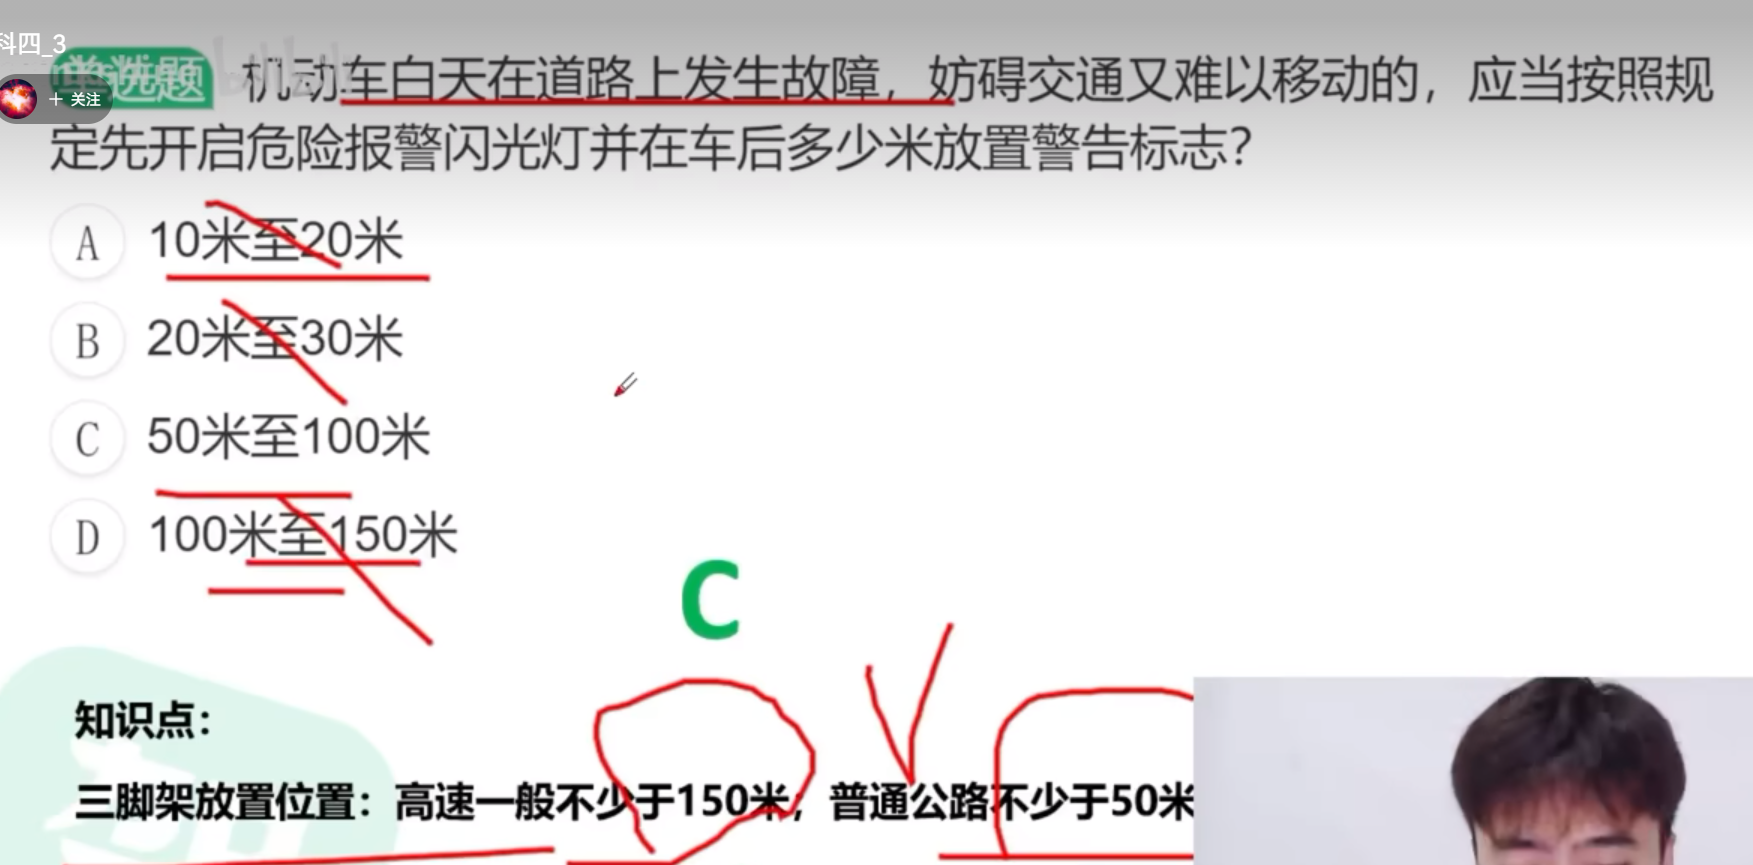 科四_3
单选题 机动车白天在道路上发生故障，妨碍交通又难以移动的，应当按照规
+ 关注
定先开启危险报警闪光灯并在车后多少米放置警告标志？
A 10米至20米
B 20米至30米
C 50米至100米
D 100米至150米
C
知识点：
三脚架放置位置：高速一般不少于150米；普通公路不少于50米